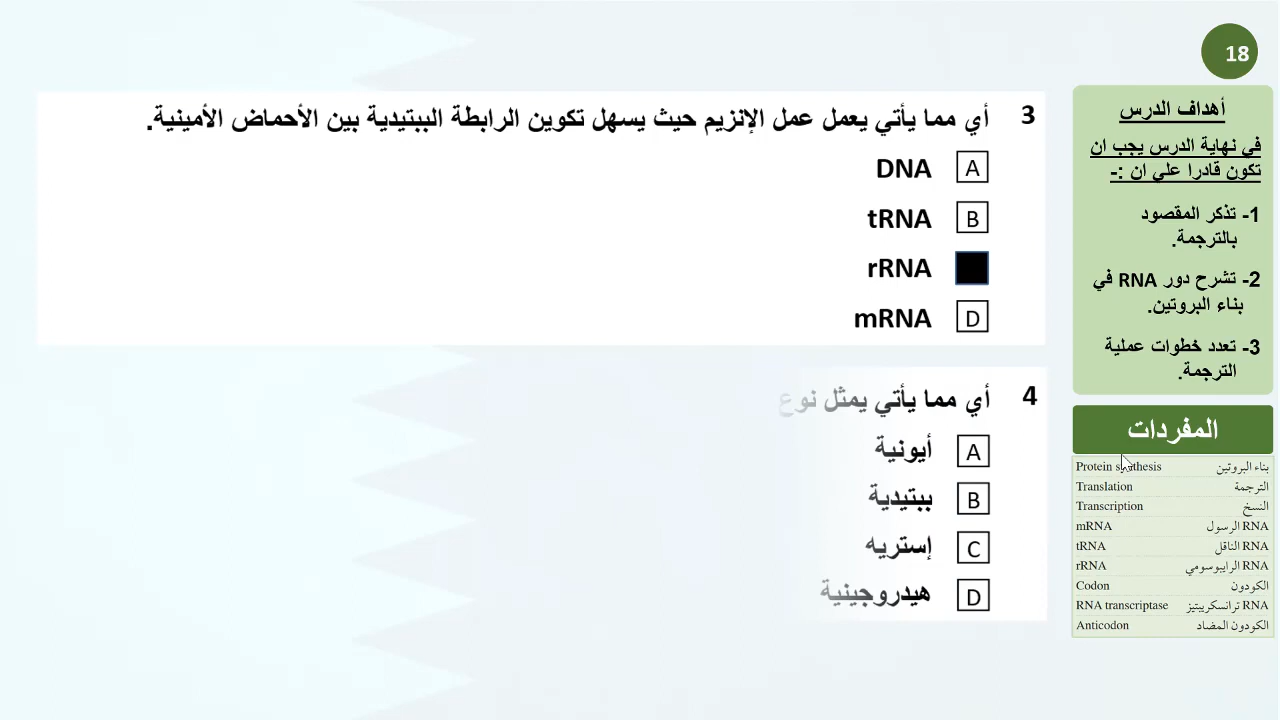 18
3 أي مما يأتي يعمل عمل الإنزيم حيث يسهل تكوين الرابطة الببتيدية بين الأحماض الأمينية.
A DNA
B tRNA
rRNA
D mRNA
4 أي مما يأتي يمثل نوع
A أيونية
B ببتيدية
C إستريه
D هيدروجينية
أهداف الدرس
في نهاية الدرس يجب ان
تكون قادرا علي ان :-
1- تذكر المقصود
بالترجمة.
2- تشرح دور RNA في
بناء البروتين.
3- تعدد خطوات عملية
الترجمة.
المفردات
Protein synthesis بناء البروتين
Translation الترجمة
Transcription النسخ
mRNA RNA الرسول
tRNA RNA الناقل
rRNA RNA الرايبوسومي
Codon الكودون
RNA transcriptase RNA ترانسكريبتيز
Anticodon الكودون المضاد